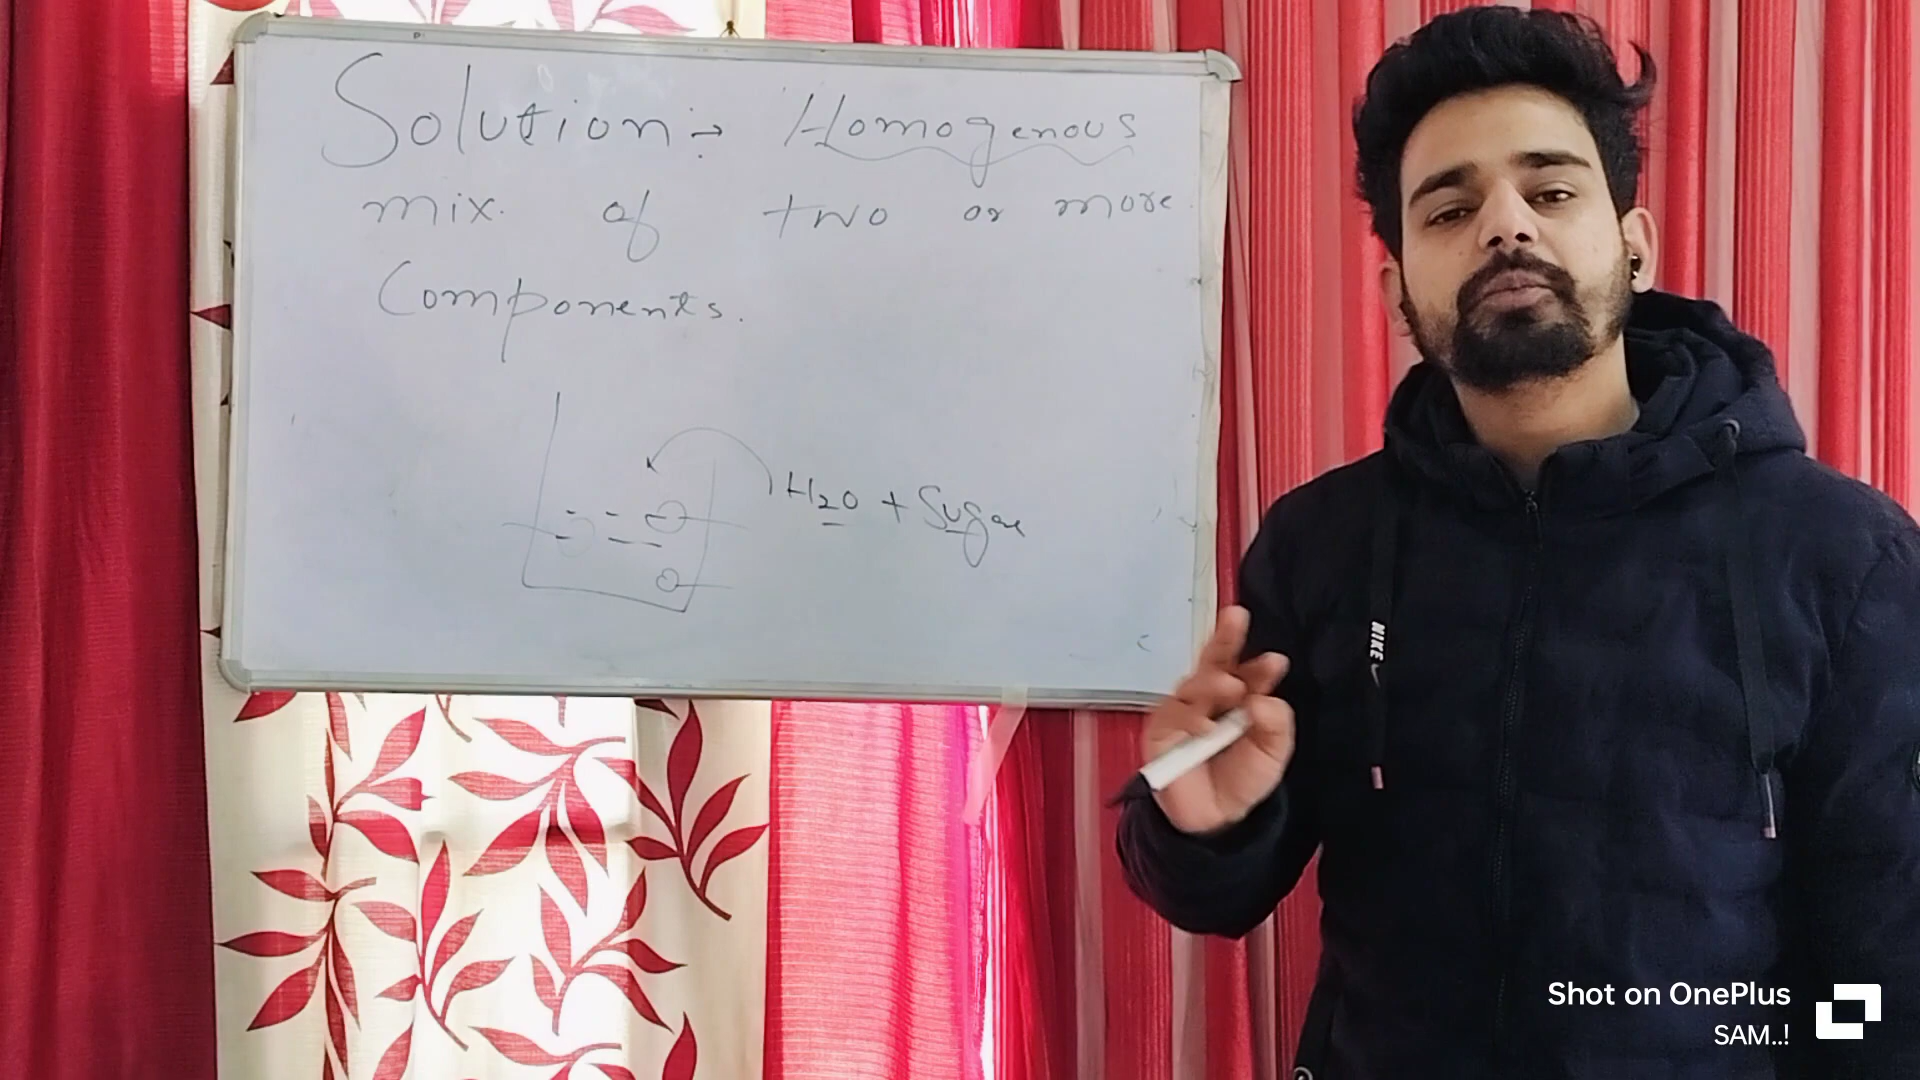 Solution :→ Homogenous
mix. of two or more
Components.
H2O + Sugar
NIKE
Shot on OnePlus
SAM..!